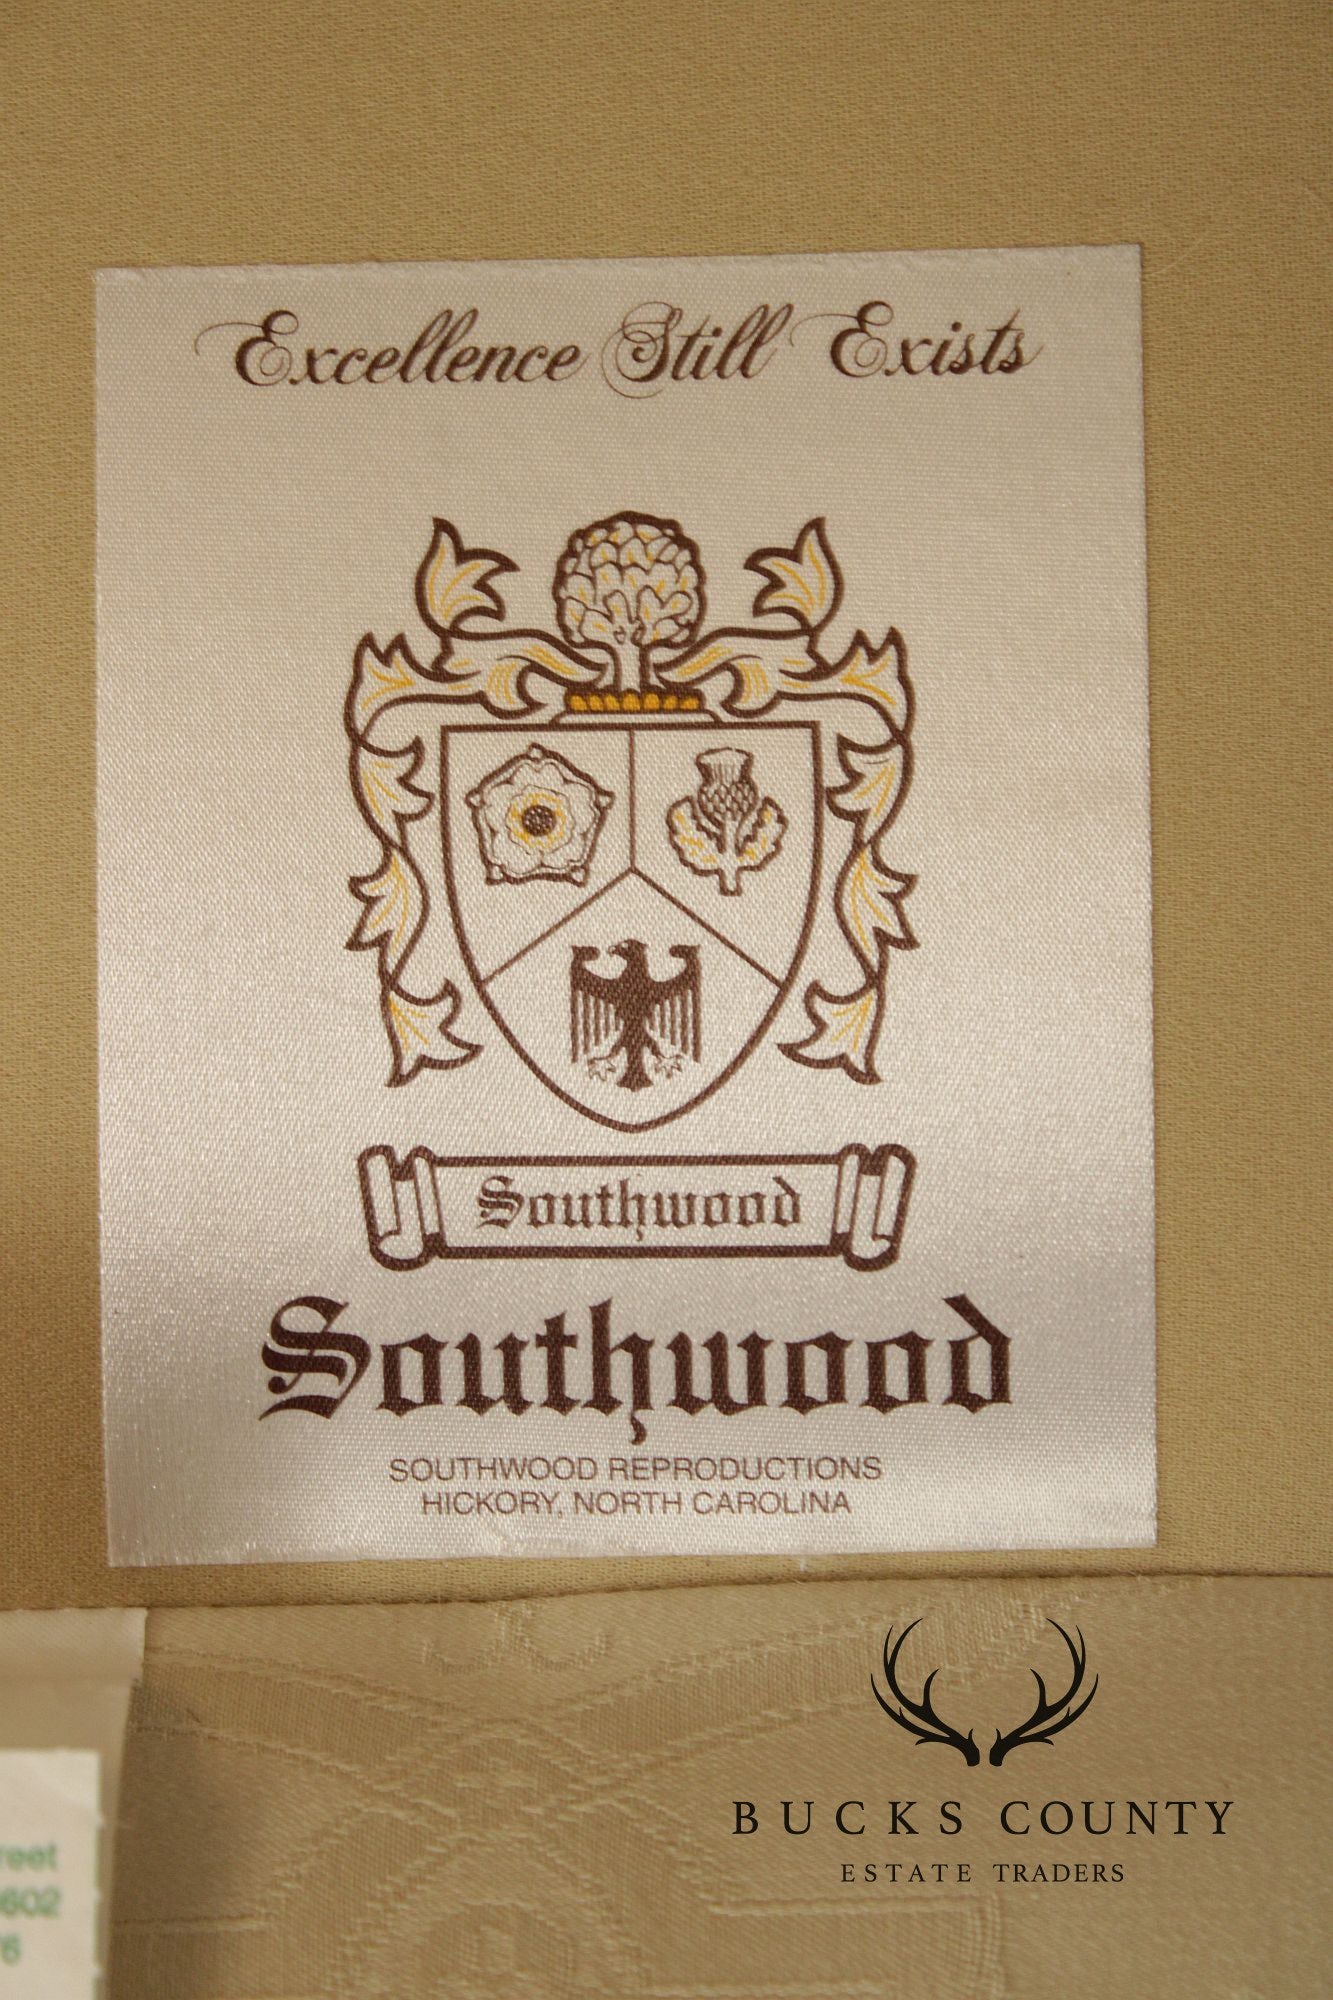 Excellence Still Exists
Southwood
Southwood
SOUTHWOOD REPRODUCTIONS
HICKORY, NORTH CAROLINA
BUCKS COUNTY
ESTATE TRADERS